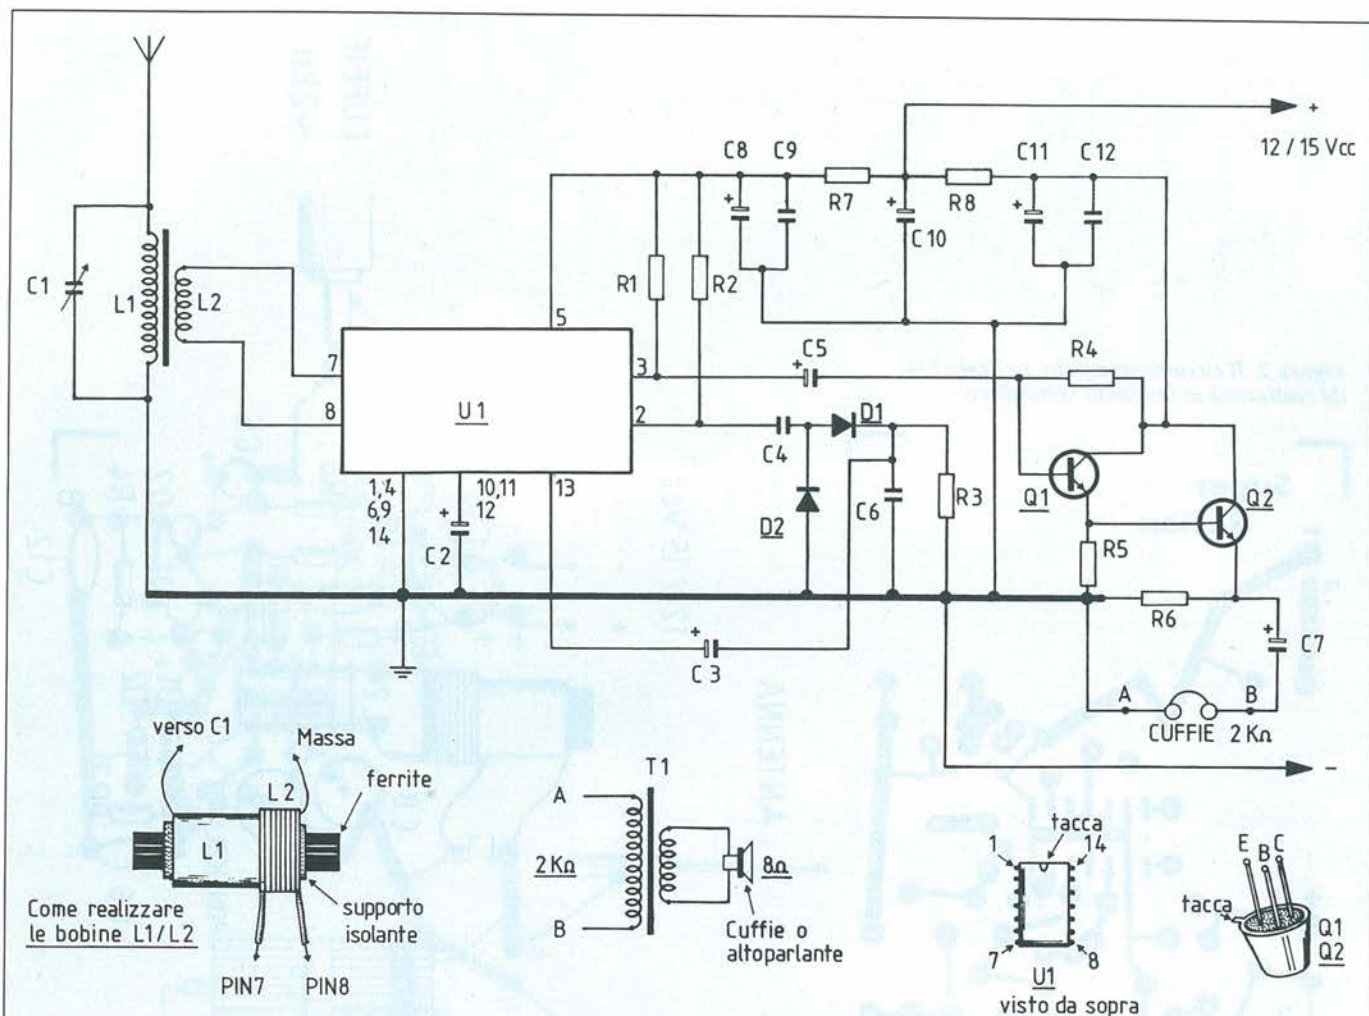 +
12 / 15 Vcc
C8 C9
C11 C12
R7
R8
+
+
C10
+
C1
L1
L2
R1
R2
5
C5
+
R4
7
3
8
U1
2
D1
C4
1,4
6,9
14
10,11
12
13
+
C2
D2
C6
R3
Q1
Q2
R5
R6
+
C7
+
C3
A
B
CUFFIE 2 KΩ
-
verso C1
Massa
L2
ferrite
L1
Come realizzare
le bobine L1/L2
supporto
isolante
PIN7 PIN8
T1
A
2KΩ
B
8Ω
Cuffie o
altoparlante
tacca
1
14
7
8
U1
visto da sopra
E
B
C
tacca
Q1
Q2